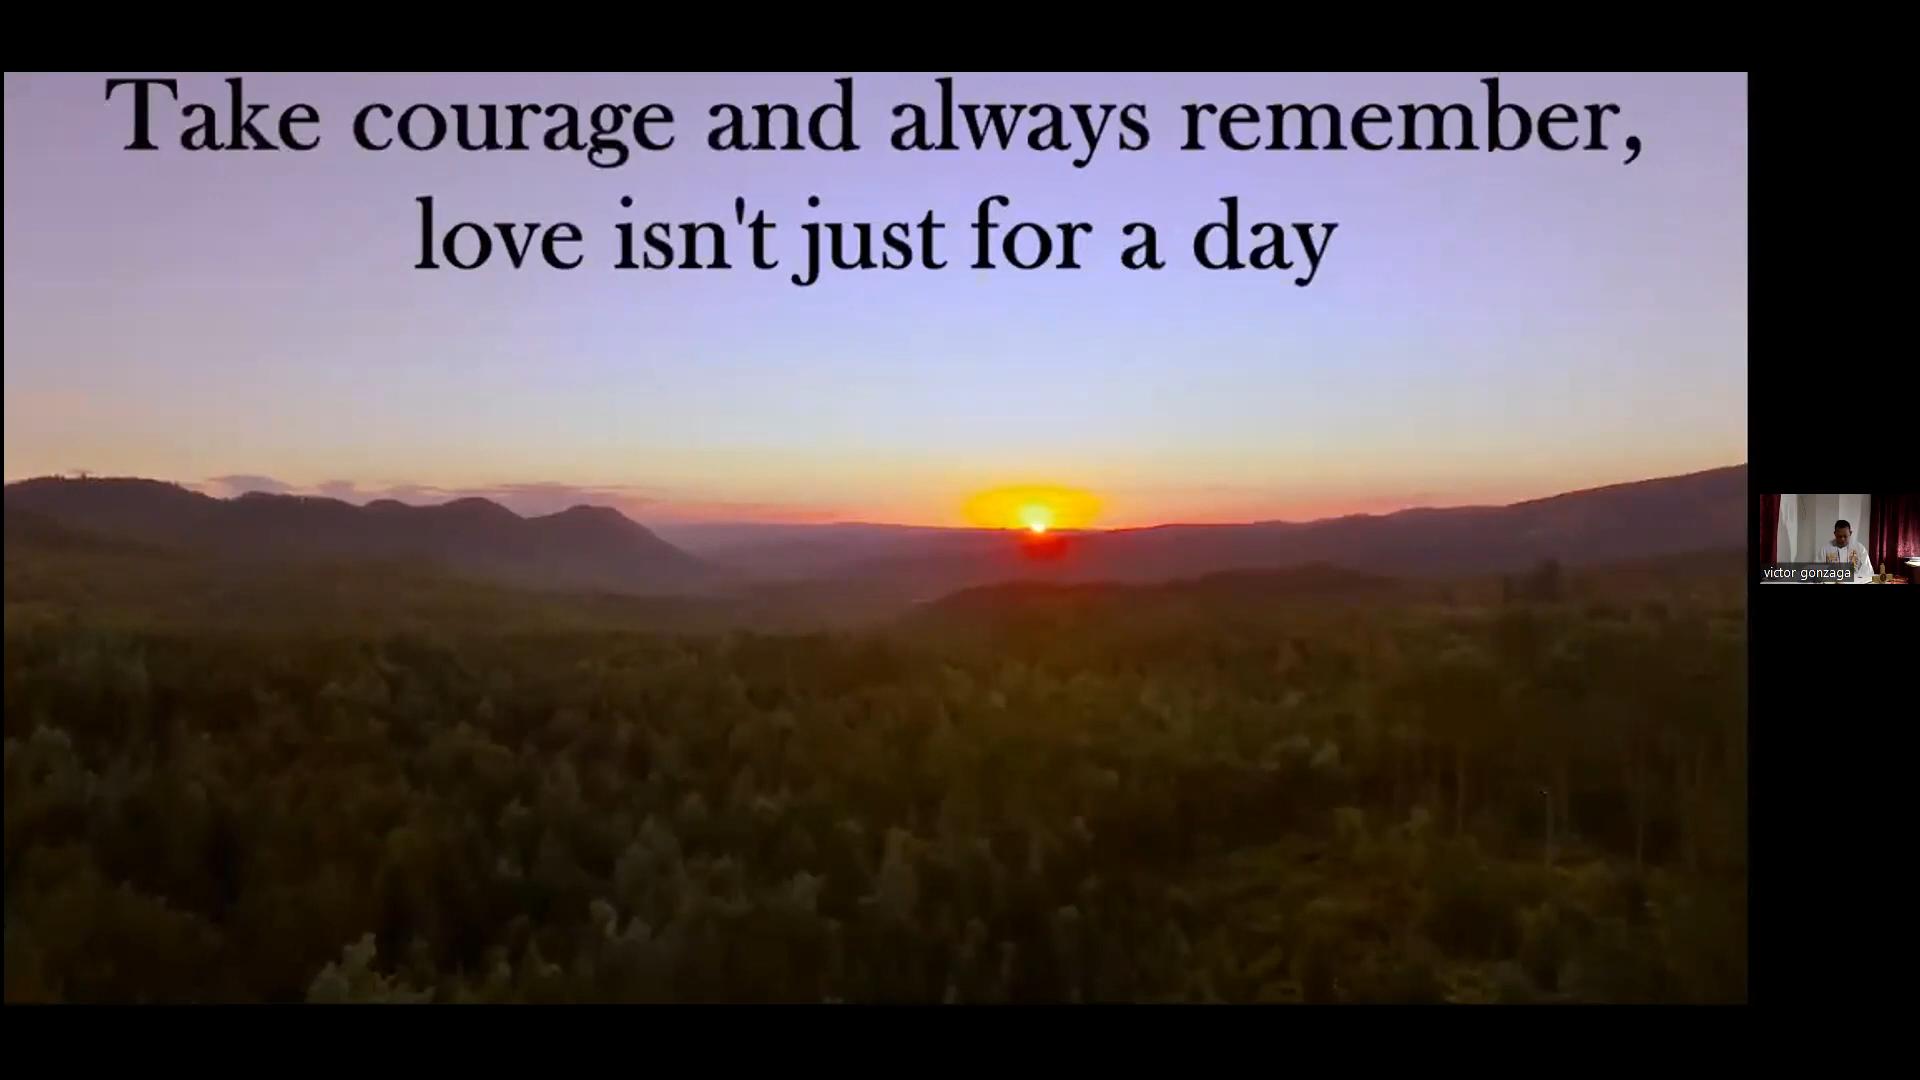 Take courage and always remember,
love isn't just for a day
victor gonzaga